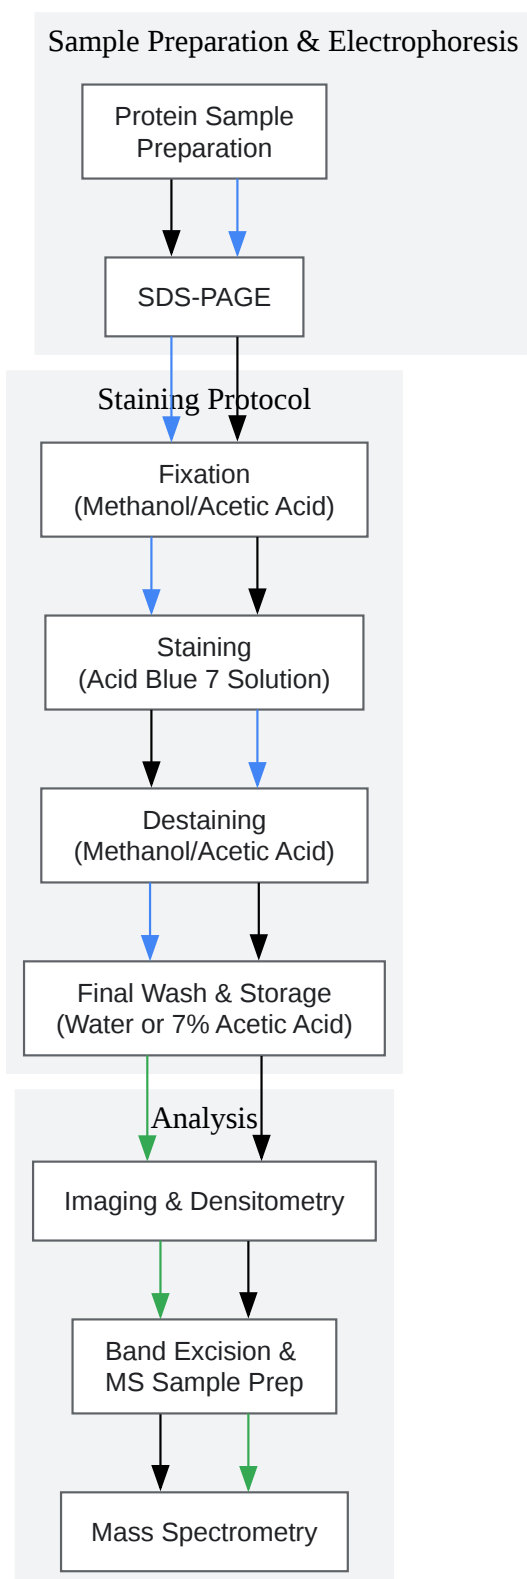 Sample Preparation & Electrophoresis
Protein Sample
Preparation
SDS-PAGE
Staining Protocol
Fixation
(Methanol/Acetic Acid)
Staining
(Acid Blue 7 Solution)
Destaining
(Methanol/Acetic Acid)
Final Wash & Storage
(Water or 7% Acetic Acid)
Analysis
Imaging & Densitometry
Band Excision &
MS Sample Prep
Mass Spectrometry